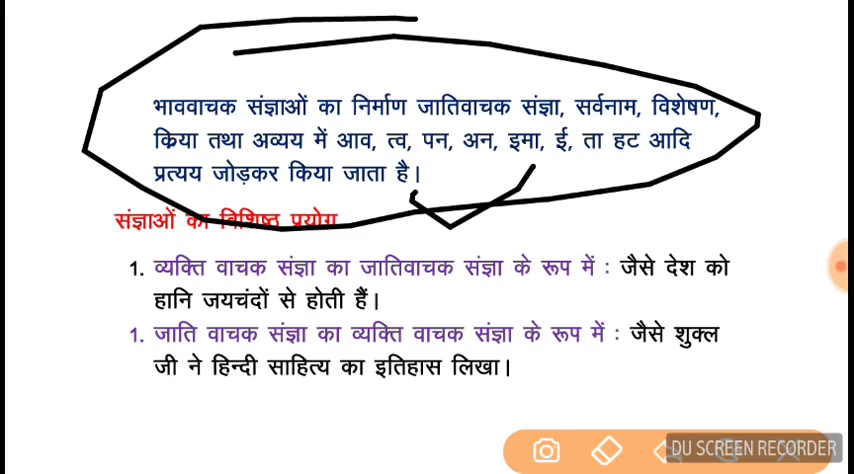 भाववाचक संज्ञाओं का निर्माण जातिवाचक संज्ञा, सर्वनाम, विशेषण,
क्रिया तथा अव्यय में आव, त्व, पन, अन, इमा, ई, ता हट आदि
प्रत्यय जोड़कर किया जाता है।
संज्ञाओं का विशिष्ठ प्रयोग
1. व्यक्ति वाचक संज्ञा का जातिवाचक संज्ञा के रूप में : जैसे देश को
हानि जयचंदों से होती हैं।
1. जाति वाचक संज्ञा का व्यक्ति वाचक संज्ञा के रूप में : जैसे शुक्ल
जी ने हिन्दी साहित्य का इतिहास लिखा।
DU SCREEN RECORDER